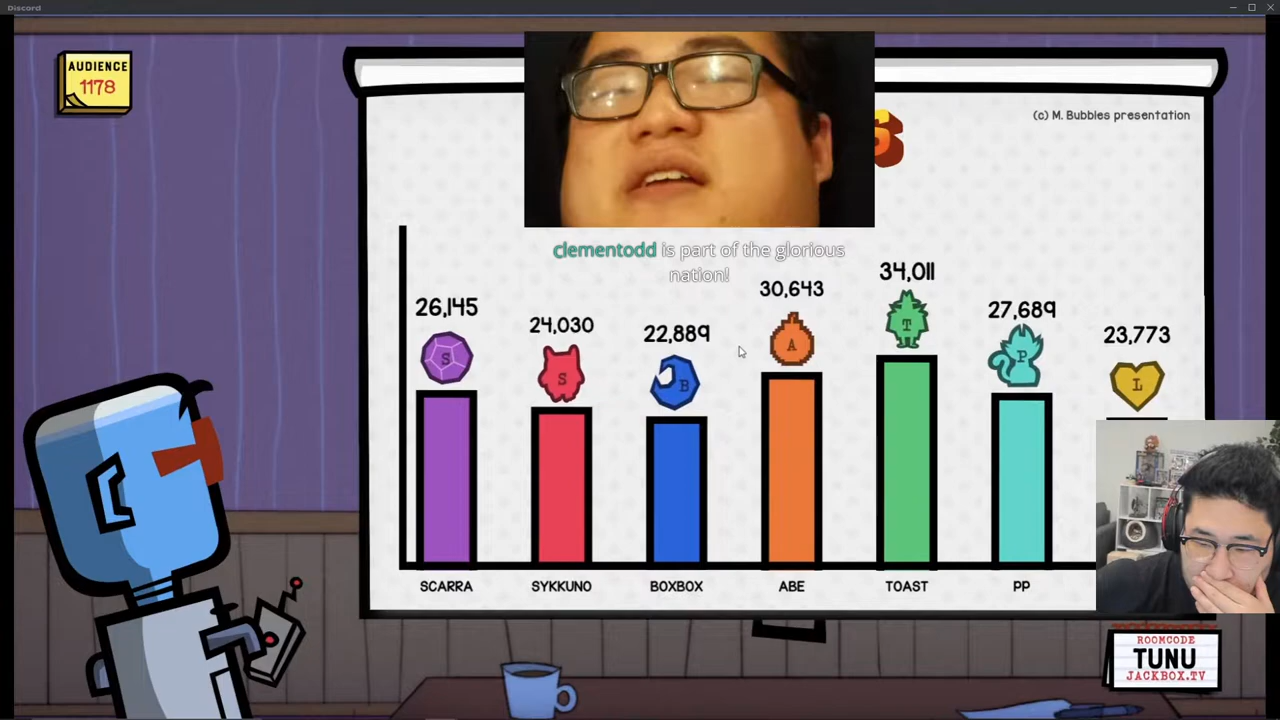 Discord
AUDIENCE
1178
S
(c) M. Bubbles presentation
clementodd is part of the glorious
nation!
34,011
30,643
26,145
27,689
24,030
22,889
23,773
S
S
B
A
T
P
L
SCARRA
SYKKUNO
BOXBOX
ABE
TOAST
PP
ROOMCODE
TUNU
JACKBOX.TV